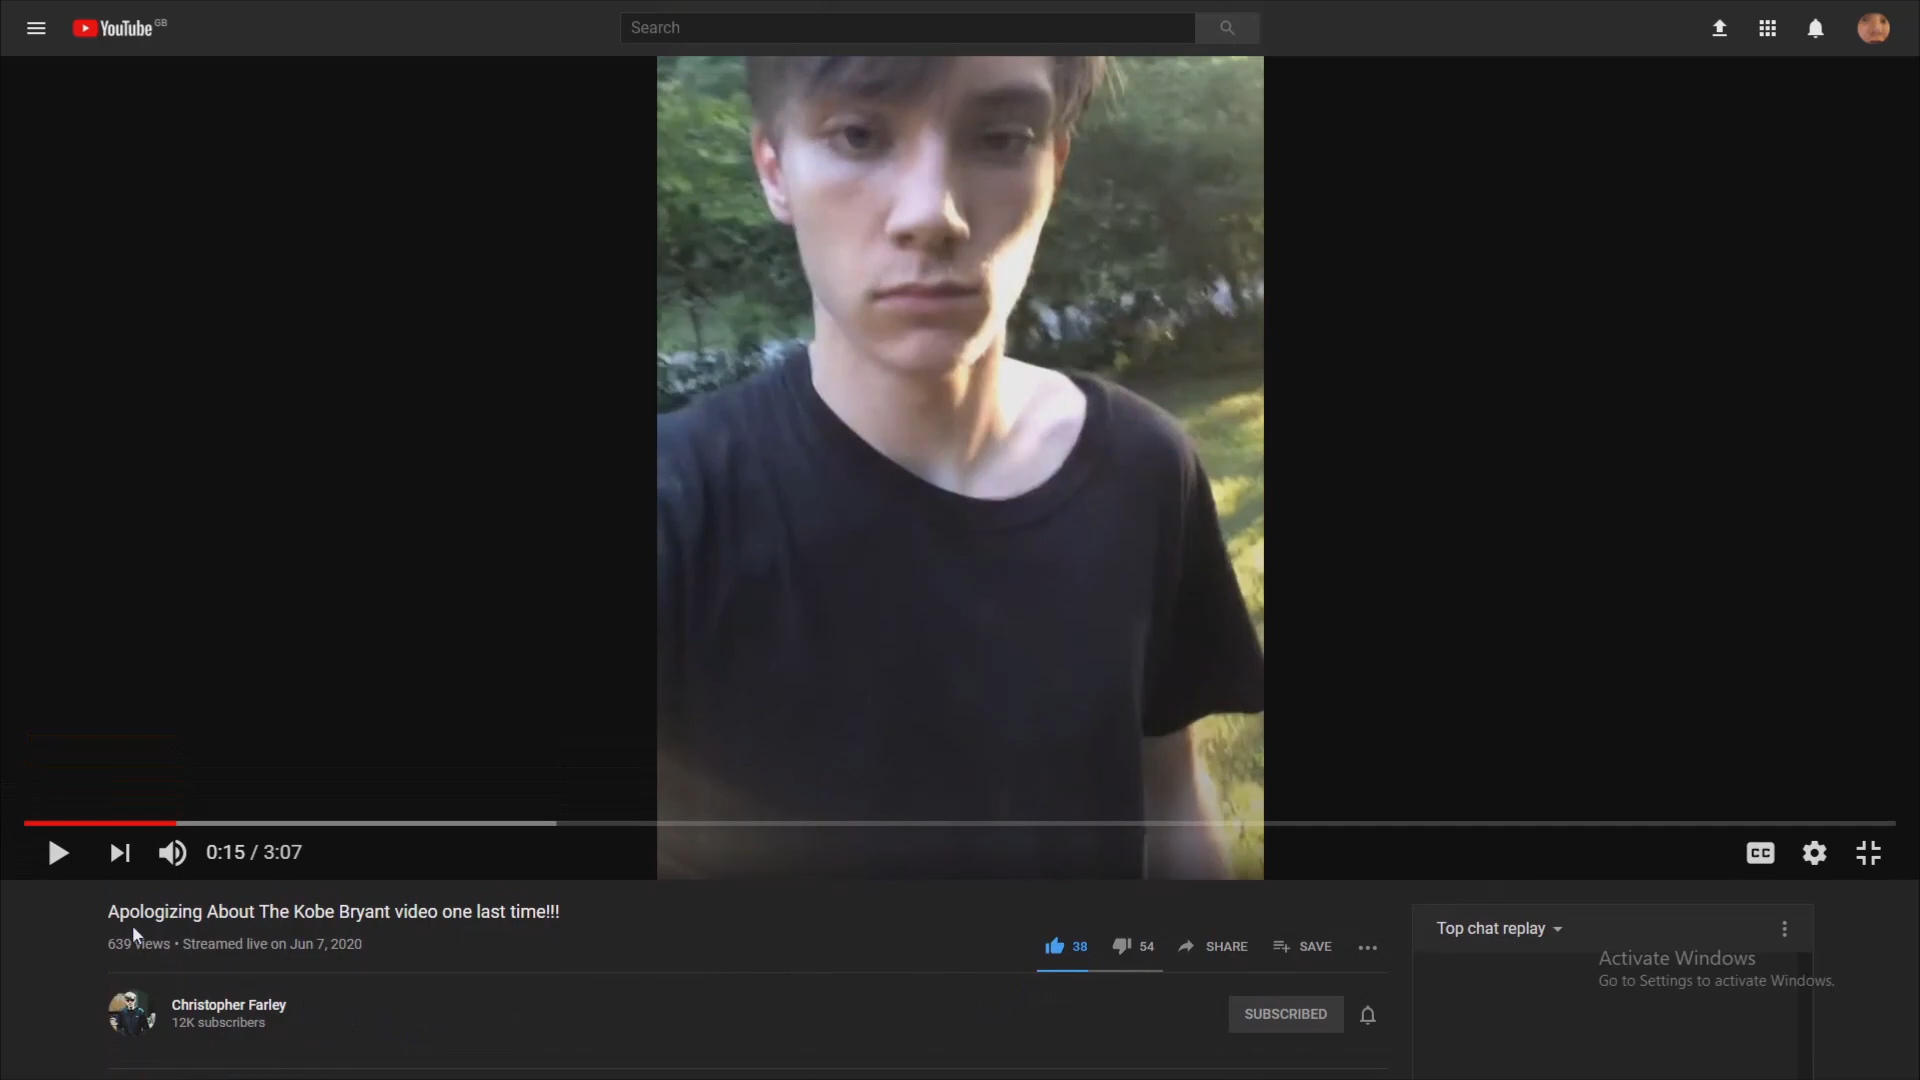 YouTube GB
Search
0:15 / 3:07
CC
Apologizing About The Kobe Bryant video one last time!!!
639 views • Streamed live on Jun 7, 2020
38
54
SHARE
SAVE
Top chat replay
Activate Windows
Go to Settings to activate Windows.
Christopher Farley
12K subscribers
SUBSCRIBED